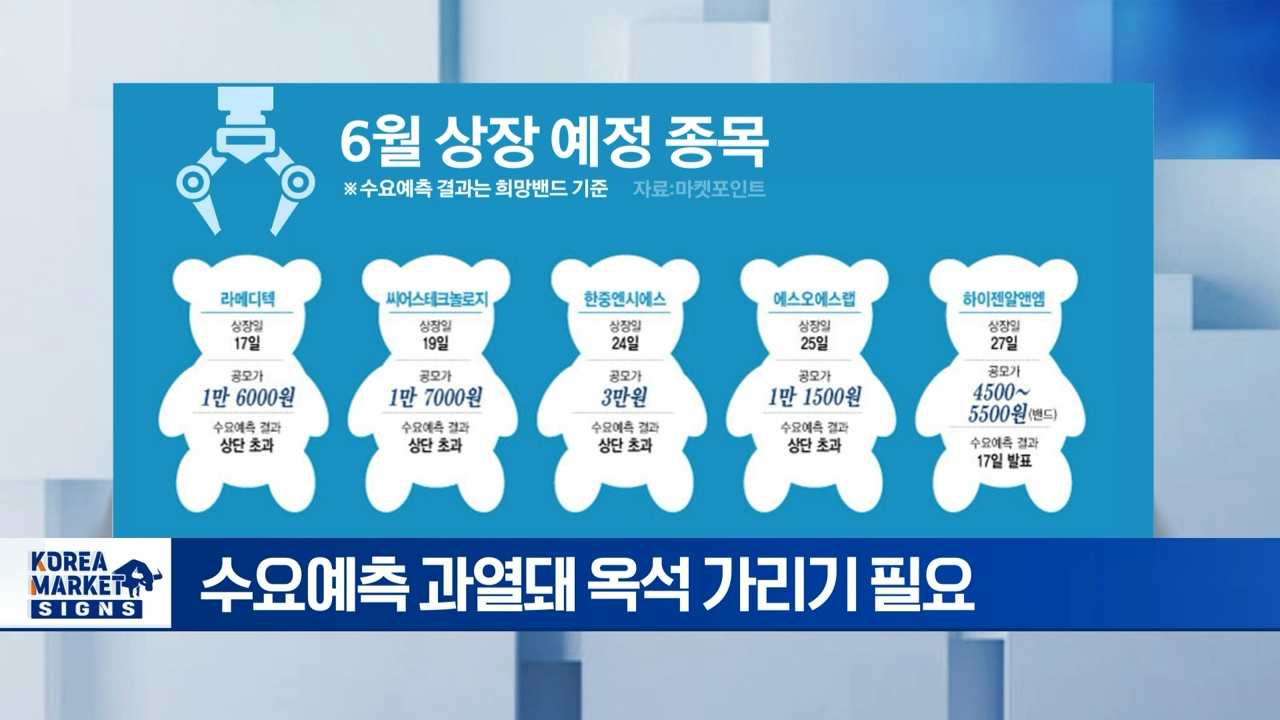 6월 상장 예정 종목
※수요예측 결과는 희망밴드 기준 자료:마켓포인트
라메디텍
상장일
17일
공모가
1만 6000원
수요예측 결과
상단 초과
씨어스테크놀로지
상장일
19일
공모가
1만 7000원
수요예측 결과
상단 초과
한중엔시에스
상장일
24일
공모가
3만원
수요예측 결과
상단 초과
에스오에스랩
상장일
25일
공모가
1만 1500원
수요예측 결과
상단 초과
하이젠알앤엠
상장일
27일
공모가
4500~
5500원(밴드)
수요예측 결과
17일 발표
KOREA
MARKET
SIGNS
수요예측 과열돼 옥석 가리기 필요